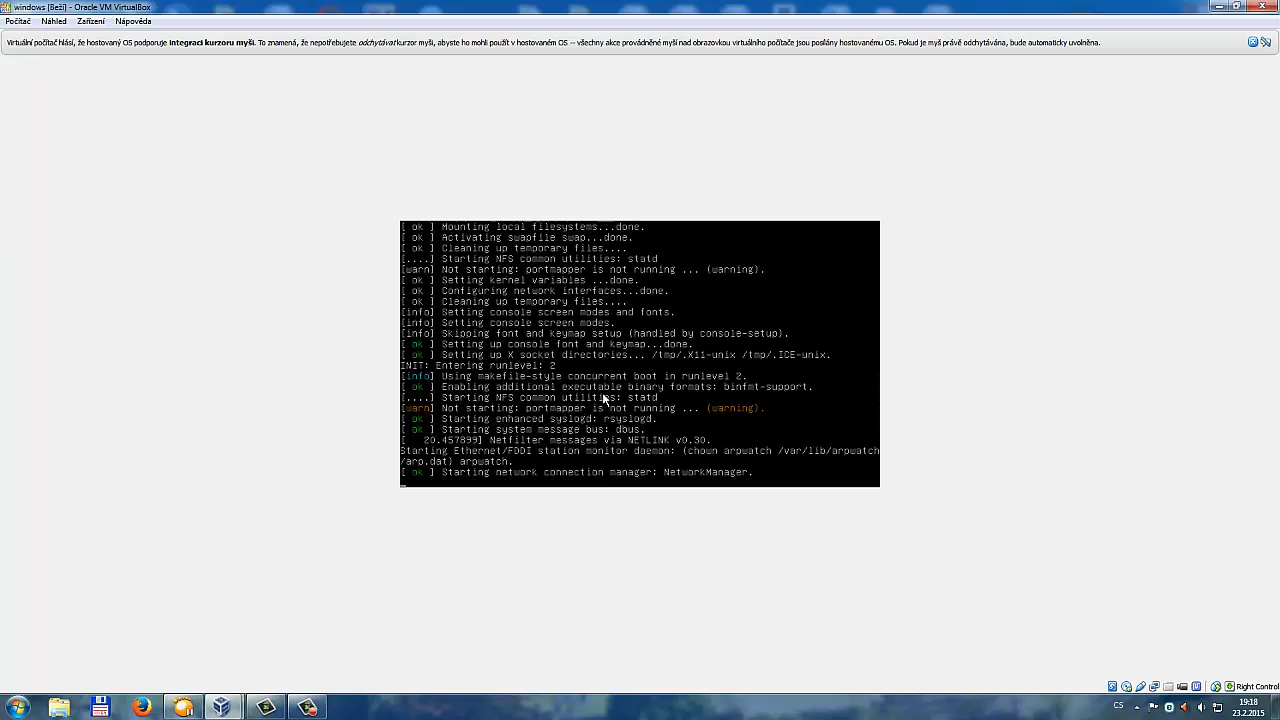 windows [Beží] - Oracle VM VirtualBox
Počítač Náhled Zařízení Nápověda
Virtuální počítač hlásí, že hostovaný OS podporuje Integraci kurzoru myši. To znamená, že nepotřebujete odchytávat kurzor myši, abyste ho mohli použít v hostovaném OS -- všechny akce prováděné myší nad obrazovkou virtuálního počítače jsou posílány hostovanému OS. Pokud je myš právě odchytávána, bude automaticky uvolněna.
[ ok ] Mounting local filesystems...done.
[ ok ] Activating swapfile swap...done.
[ ok ] Cleaning up temporary files....
[....] Starting NFS common utilities: statd
[warn] Not starting: portmapper is not running ... (warning).
[ ok ] Setting kernel variables ...done.
[ ok ] Configuring network interfaces...done.
[ ok ] Cleaning up temporary files....
[info] Setting console screen modes and fonts.
[info] Setting console screen modes.
[info] Skipping font and keymap setup (handled by console-setup).
[ ok ] Setting up console font and keymap...done.
[ ok ] Setting up X socket directories... /tmp/.X11-unix /tmp/.ICE-unix.
INIT: Entering runlevel: 2
[info] Using makefile-style concurrent boot in runlevel 2.
[ ok ] Enabling additional executable binary formats: binfmt-support.
[....] Starting NFS common utilities: statd
[warn] Not starting: portmapper is not running ... (warning).
[ ok ] Starting enhanced syslogd: rsyslogd.
[ ok ] Starting system message bus: dbus.
[   20.457899] Netfilter messages via NETLINK v0.30.
Starting Ethernet/FDDI station monitor daemon: (chown arpwatch /var/lib/arpwatch
/arp.dat) arpwatch.
[ ok ] Starting network connection manager: NetworkManager.
Right Control
CS 19:18
23.2.2015